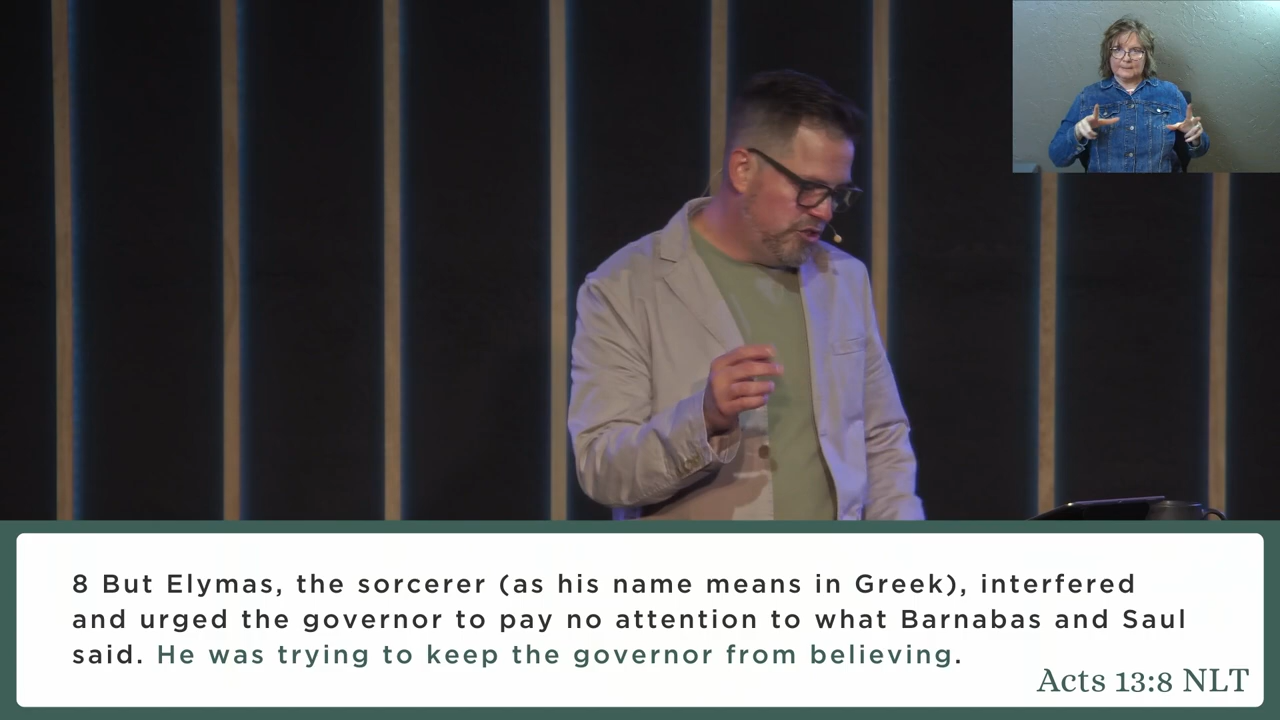 8 But Elymas, the sorcerer (as his name means in Greek), interfered
and urged the governor to pay no attention to what Barnabas and Saul
said. He was trying to keep the governor from believing.
Acts 13:8 NLT